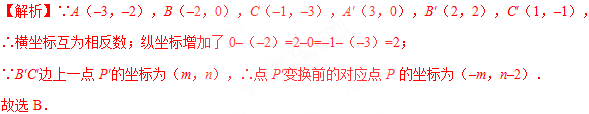 【解析】∵A（–3，–2），B（–2，0），C（–1，–3），A′（3，0），B′（2，2），C′（1，–1），
∴横坐标互为相反数；纵坐标增加了 0–（–2）=2–0=–1–（–3）=2；
∵B′C′边上一点 P′的坐标为（m，n），∴点 P′变换前的对应点 P 的坐标为（–m，n–2）．
故选 B．